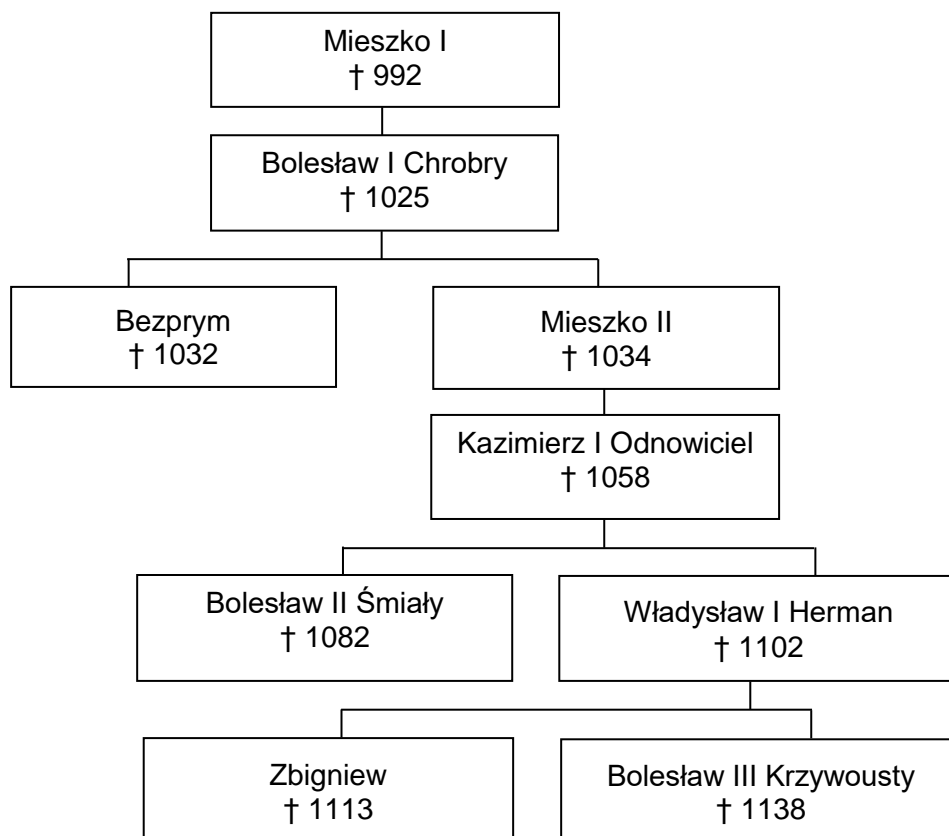 Mieszko I
† 992
Bolesław I Chrobry
† 1025
Bezprym
† 1032
Mieszko II
† 1034
Kazimierz I Odnowiciel
† 1058
Bolesław II Śmiały
† 1082
Władysław I Herman
† 1102
Zbigniew
† 1113
Bolesław III Krzywousty
† 1138